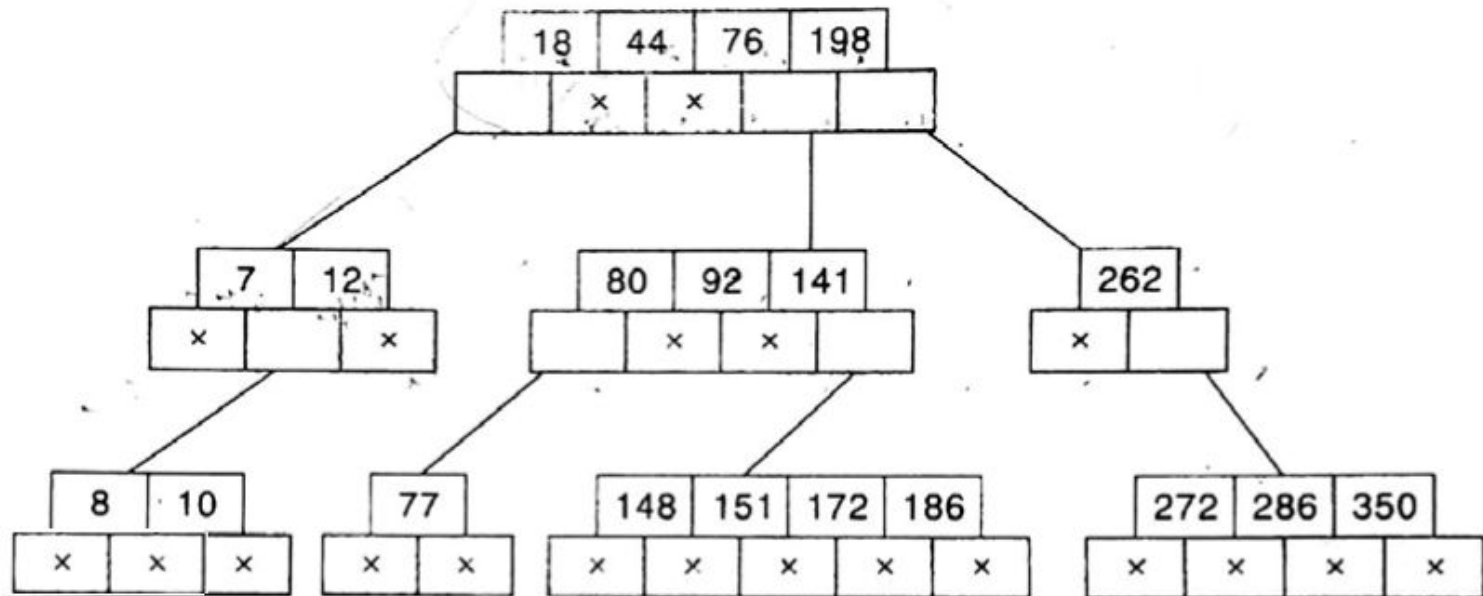 18 44 76 198
× ×
7 12 80 92 141 262
× × × × ×
8 10 77 148 151 172 186 272 286 350
× × × × × × × × × × × × × ×